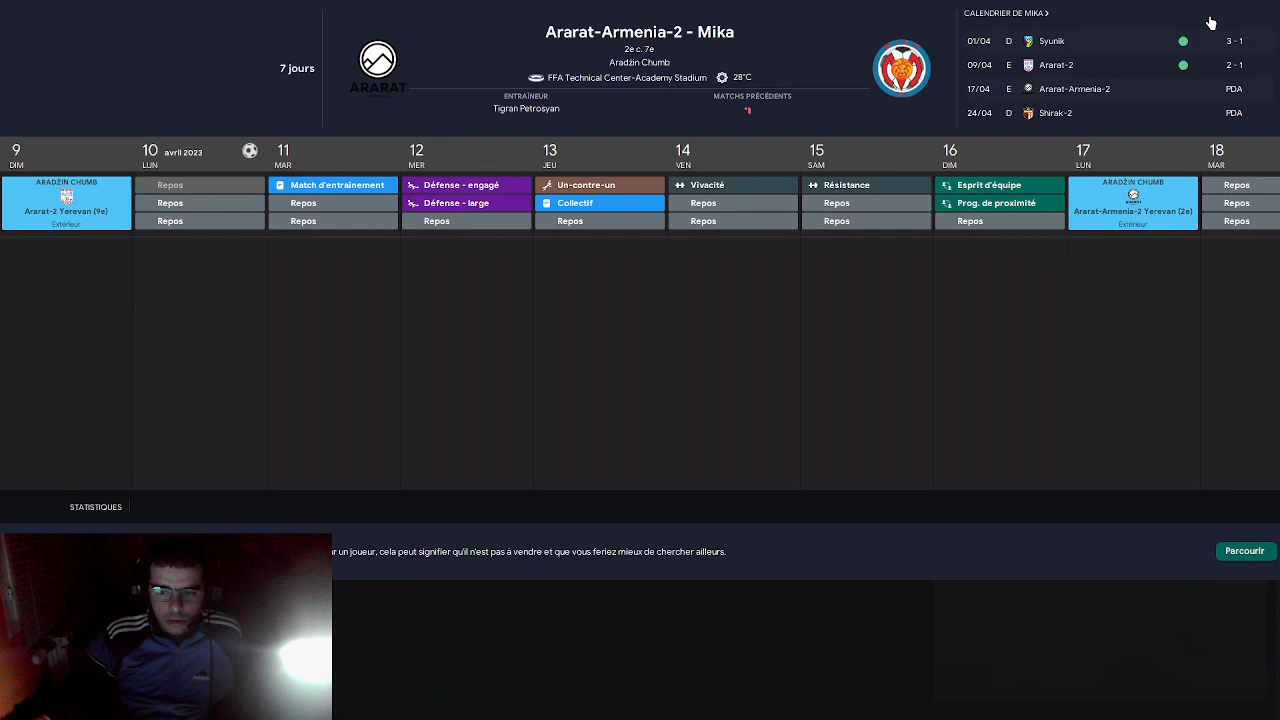 Ararat-Armenia-2 - Mika
2e c. 7e
Aradžin Chumb
FFA Technical Center-Academy Stadium 28°C
7 jours
ARARAT
ENTRAÎNEUR
Tigran Petrosyan
MATCHS PRÉCÉDENTS
CALENDRIER DE MIKA >
01/04 D Syunik 3 - 1
09/04 E Ararat-2 2 - 1
17/04 E Ararat-Armenia-2 PDA
24/04 D Shirak-2 PDA
9 10 avril 2023 11 12 13 14 15 16 17 18
DIM LUN MAR MER JEU VEN SAM DIM LUN MAR
ARADŽIN CHUMB
Ararat-2 Yerevan (9e)
Extérieur
Repos
Repos
Repos
Match d'entraînement
Repos
Repos
Défense - engagé
Défense - large
Repos
Un-contre-un
Collectif
Repos
Vivacité
Repos
Repos
Résistance
Repos
Repos
Esprit d'équipe
Prog. de proximité
Repos
ARADŽIN CHUMB
Ararat-Armenia-2 Yerevan (2e)
Extérieur
Repos
Repos
Repos
STATISTIQUES
r un joueur, cela peut signifier qu'il n'est pas à vendre et que vous feriez mieux de chercher ailleurs.
Parcourir